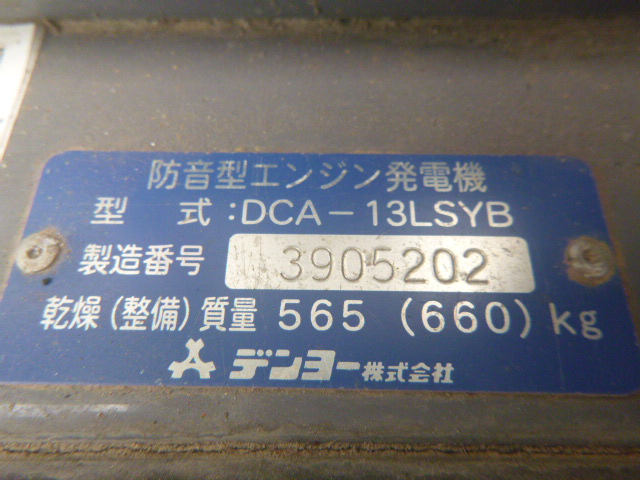 防音型エンジン発電機
型 式:DCA-13LSYB
製造番号 3905202
乾燥(整備)質量 565 (660) kg
デンヨー株式会社